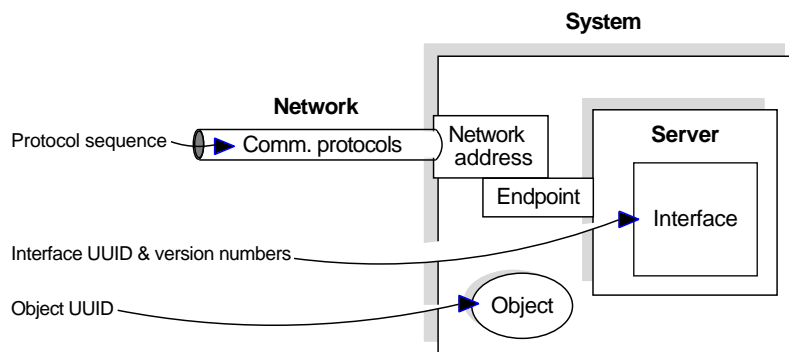 System
Network
Protocol sequence
Comm. protocols
Network
address
Server
Endpoint
Interface
Interface UUID & version numbers
Object UUID
Object